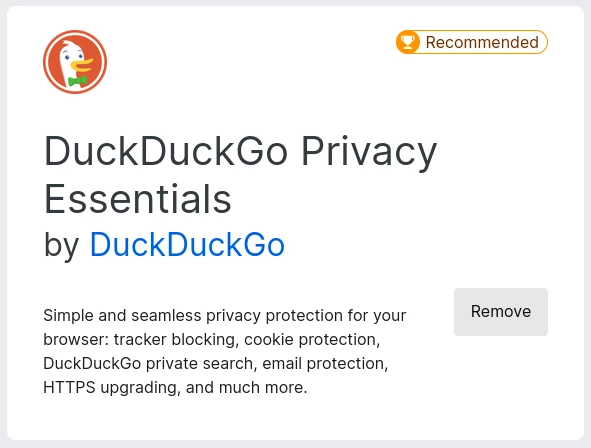 Recommended
DuckDuckGo Privacy
Essentials
by DuckDuckGo
Simple and seamless privacy protection for your
browser: tracker blocking, cookie protection,
DuckDuckGo private search, email protection,
HTTPS upgrading, and much more.
Remove